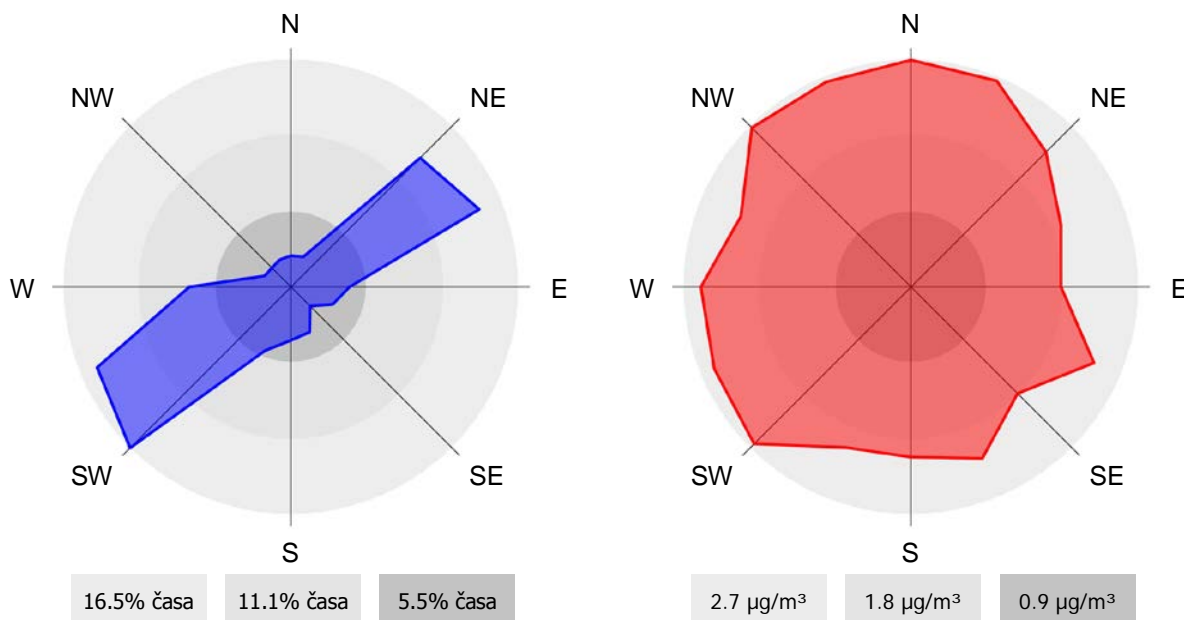 N
NW
NE
W
E
SW
SE
S
16.5% časa
11.1% časa
5.5% časa
N
NW
NE
W
E
SW
SE
S
2.7 µg/m³
1.8 µg/m³
0.9 µg/m³